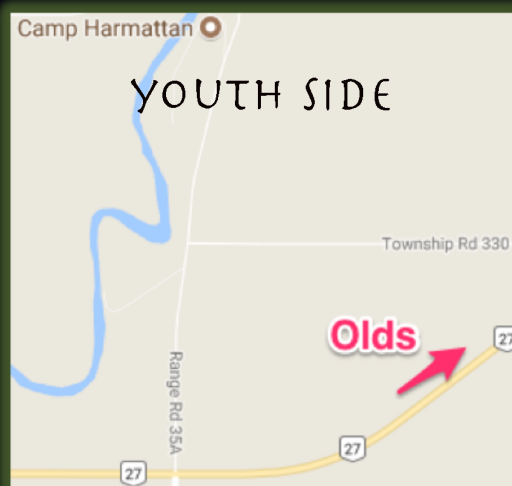 Camp Harmattan
YOUTH SIDE
Township Rd 330
Olds
27
Range Rd 35A
27
27